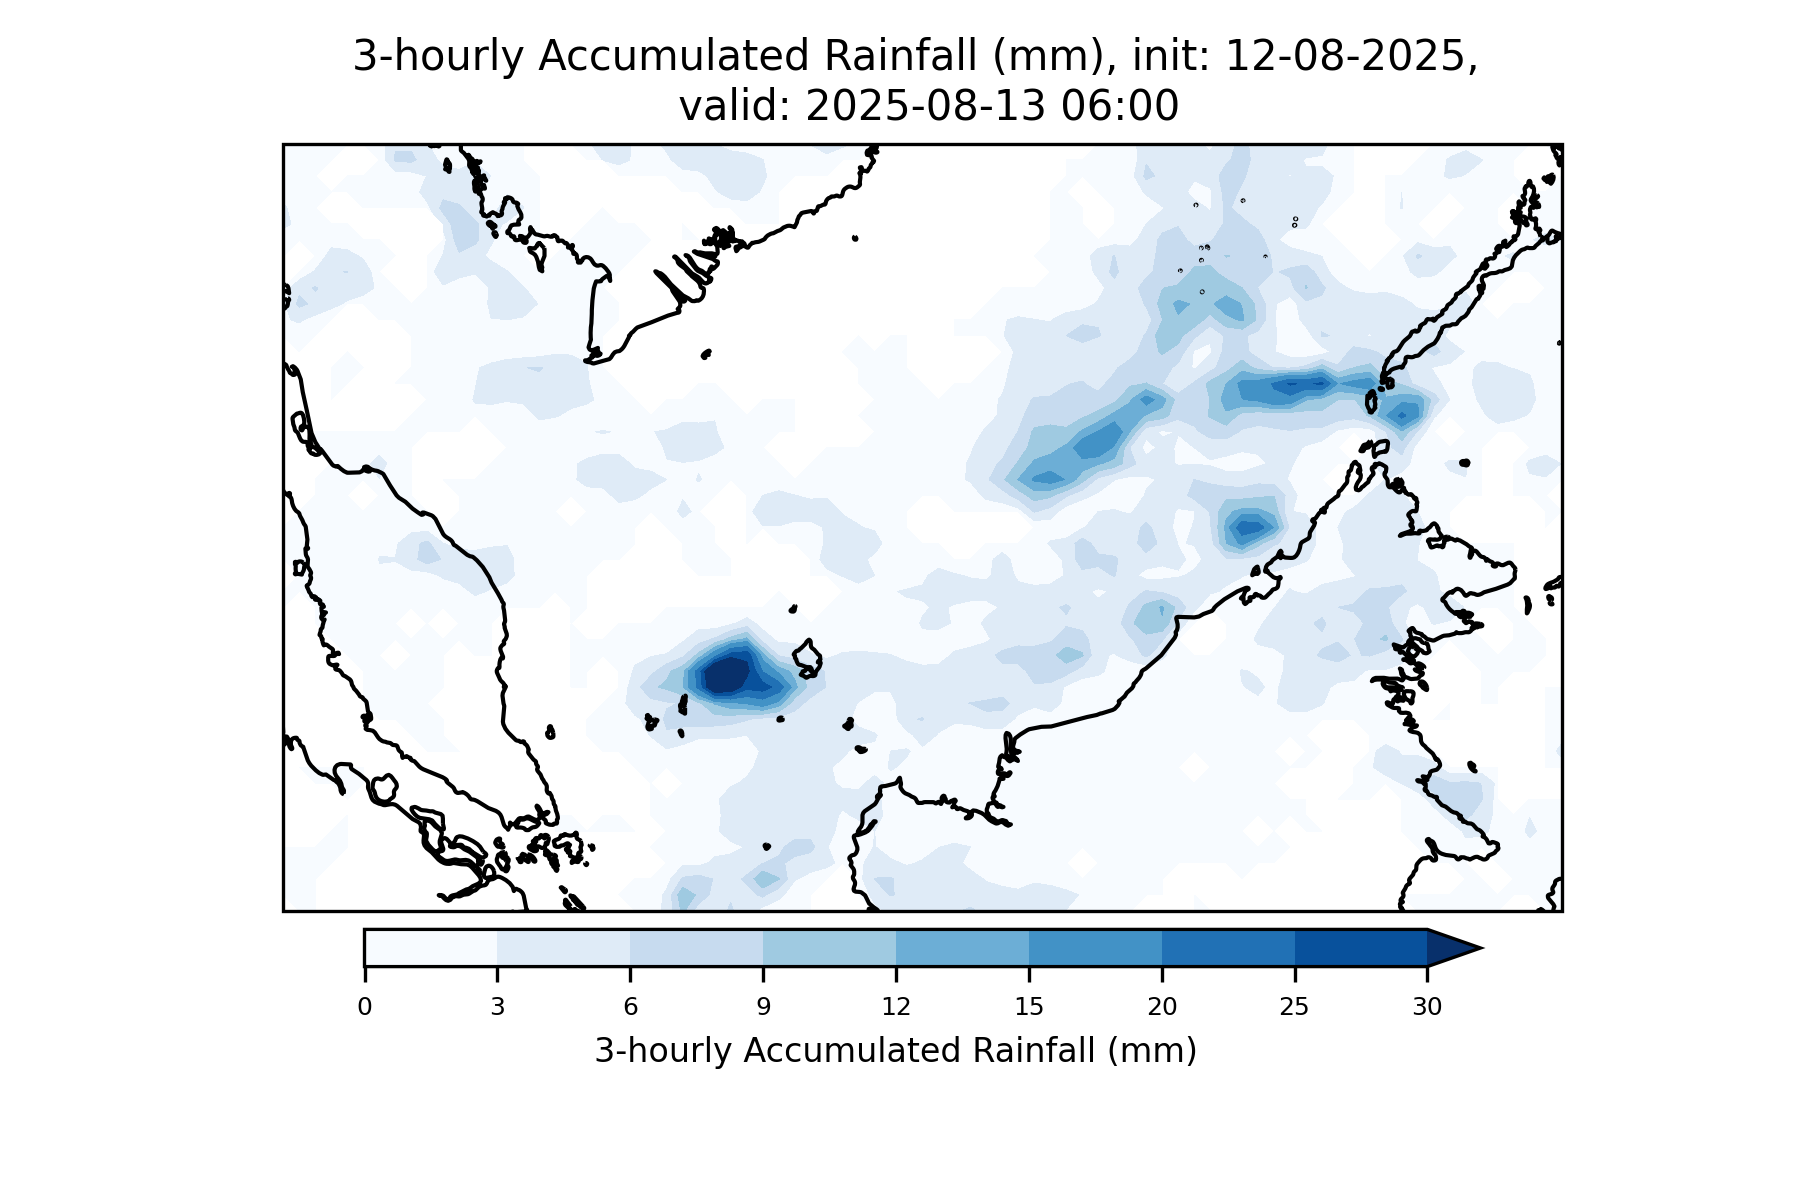 3-hourly Accumulated Rainfall (mm), init: 12-08-2025,
valid: 2025-08-13 06:00
0 3 6 9 12 15 20 25 30
3-hourly Accumulated Rainfall (mm)